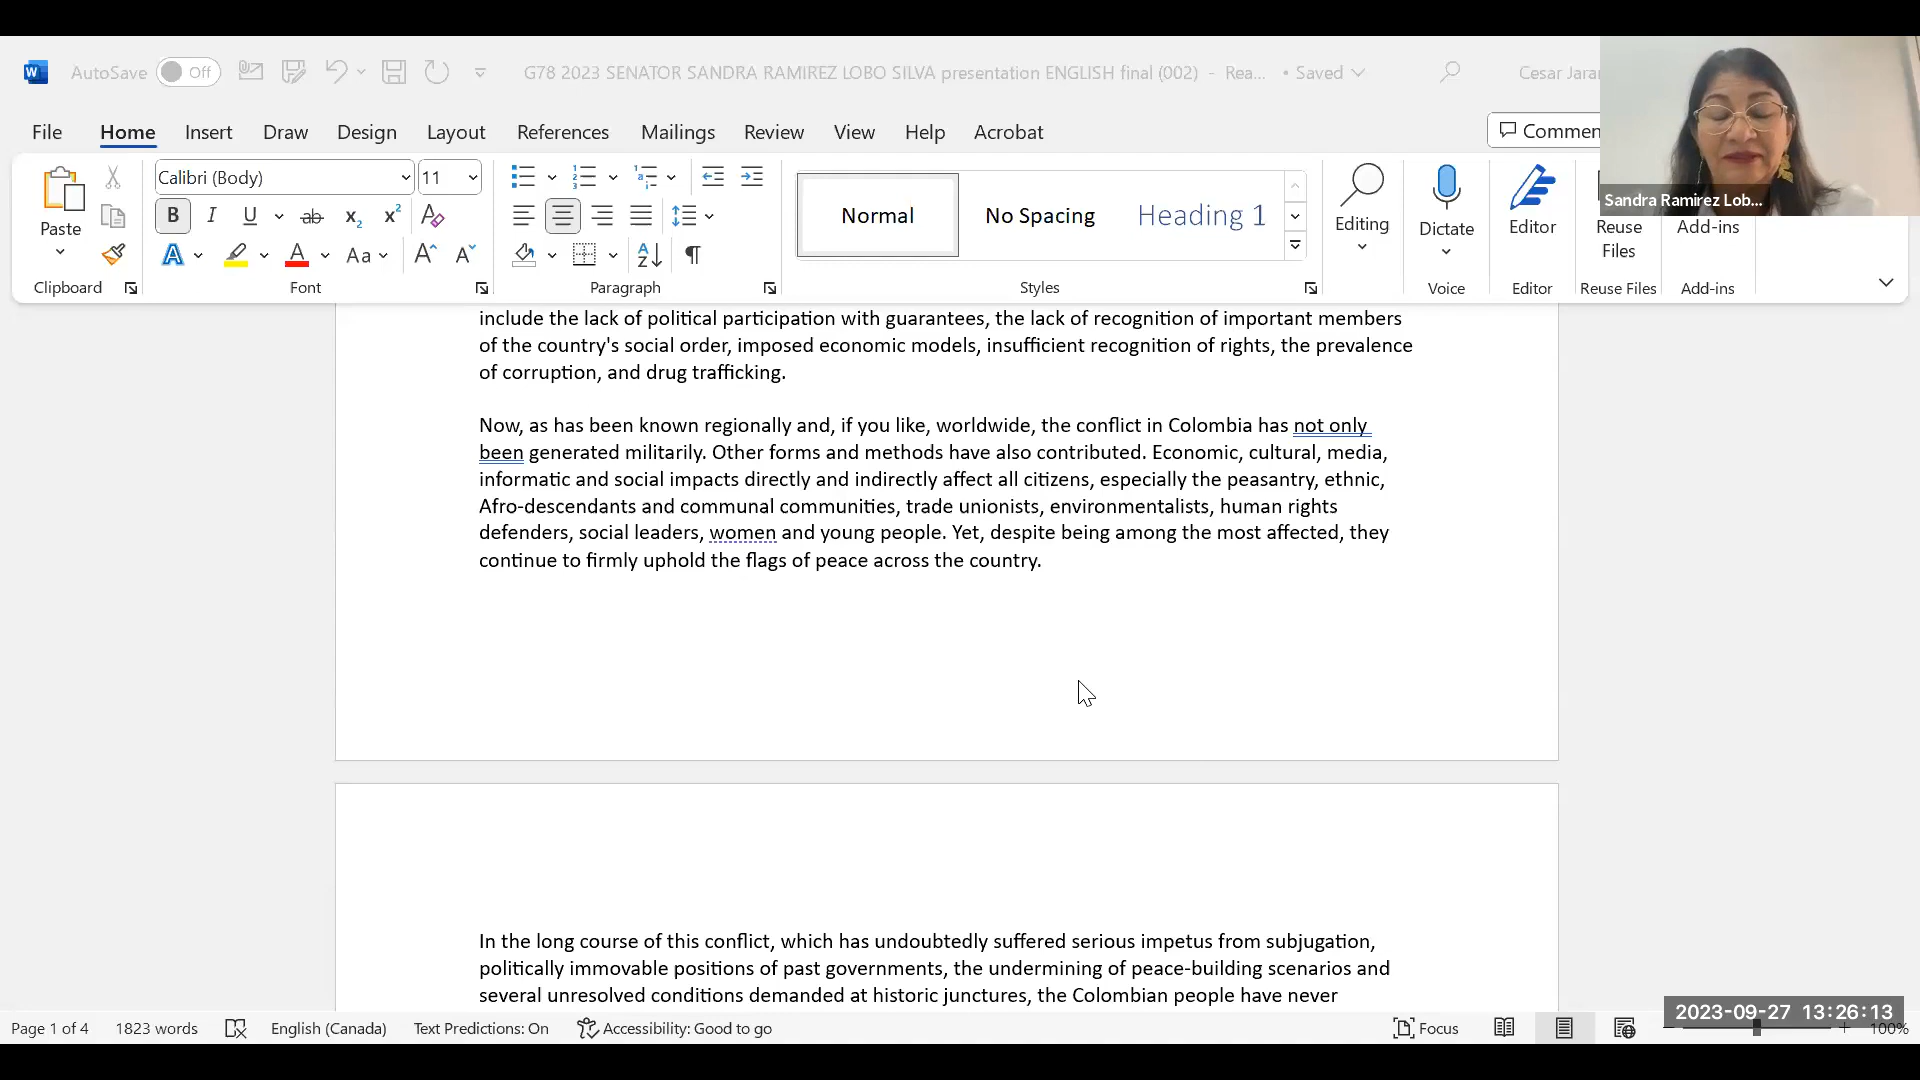 AutoSave Off G78 2023 SENATOR SANDRA RAMIREZ LOBO SILVA presentation ENGLISH final (002) - Rea... • Saved Cesar Jarar
File Home Insert Draw Design Layout References Mailings Review View Help Acrobat Commen
Sandra Ramirez Lob...
Calibri (Body) 11
Paste
Normal No Spacing Heading 1
Editing Dictate Editor Reuse Files Add-ins
Clipboard Font Paragraph Styles Voice Editor Reuse Files Add-ins
include the lack of political participation with guarantees, the lack of recognition of important members
of the country's social order, imposed economic models, insufficient recognition of rights, the prevalence
of corruption, and drug trafficking.
Now, as has been known regionally and, if you like, worldwide, the conflict in Colombia has not only
been generated militarily. Other forms and methods have also contributed. Economic, cultural, media,
informatic and social impacts directly and indirectly affect all citizens, especially the peasantry, ethnic,
Afro-descendants and communal communities, trade unionists, environmentalists, human rights
defenders, social leaders, women and young people. Yet, despite being among the most affected, they
continue to firmly uphold the flags of peace across the country.
In the long course of this conflict, which has undoubtedly suffered serious impetus from subjugation,
politically immovable positions of past governments, the undermining of peace-building scenarios and
several unresolved conditions demanded at historic junctures, the Colombian people have never
2023-09-27 13:26:13
Page 1 of 4 1823 words English (Canada) Text Predictions: On Accessibility: Good to go Focus 100%